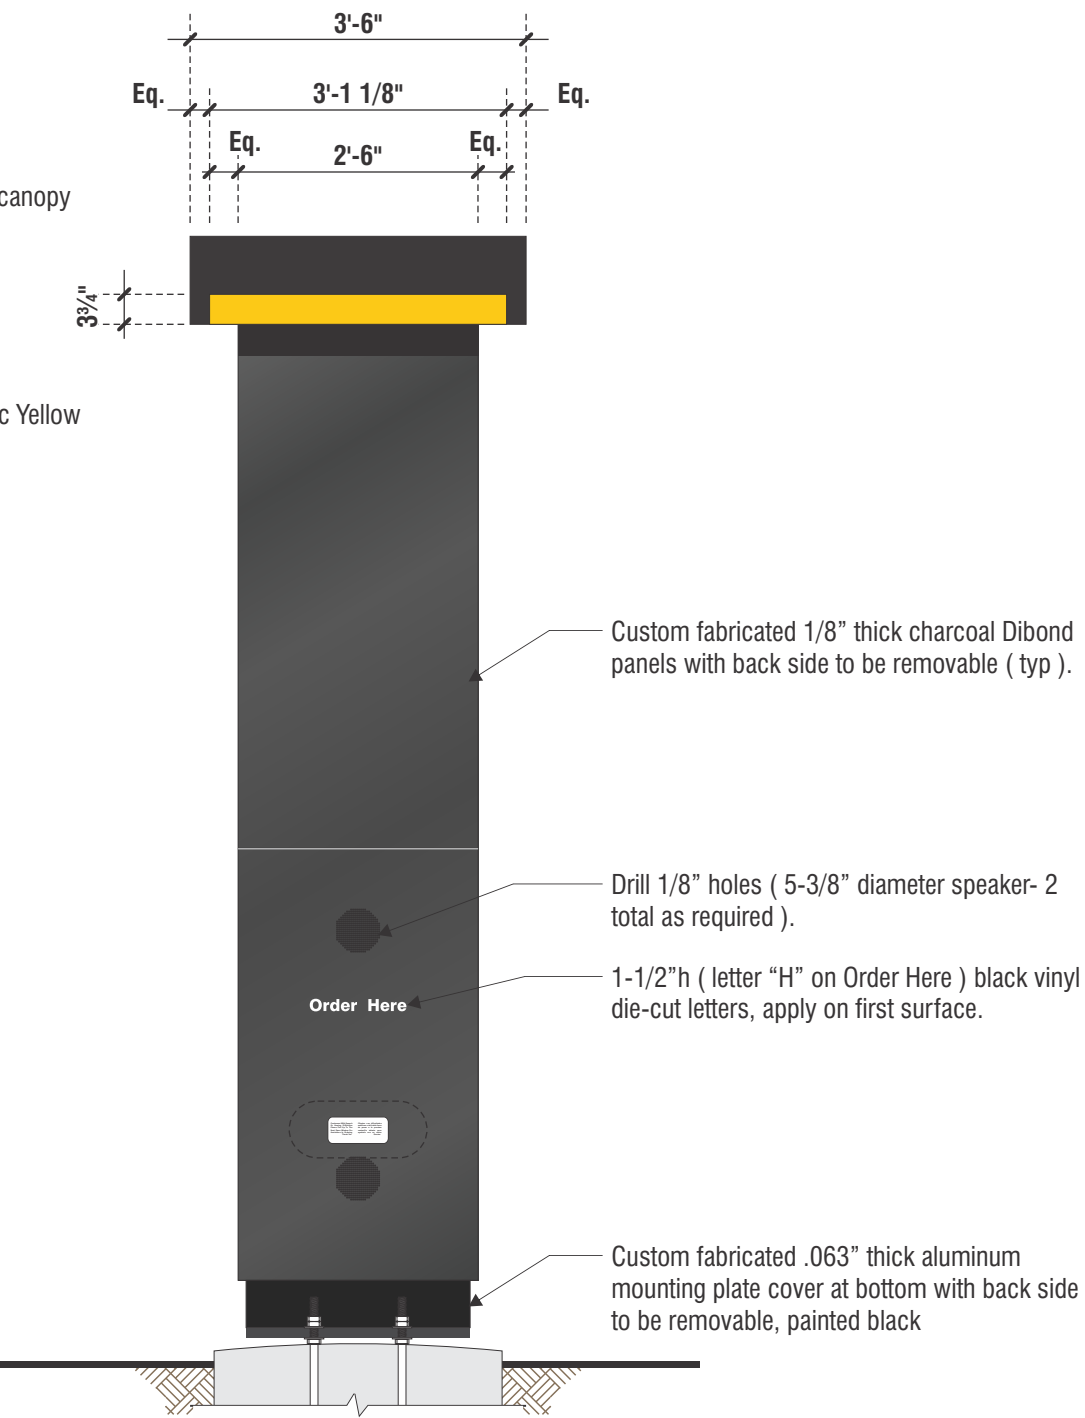 3'-6"
Eq.
3'-1 1/8"
Eq.
Eq.
2'-6"
Eq.
canopy
3¾"
c Yellow
Custom fabricated 1/8” thick charcoal Dibond
panels with back side to be removable ( typ ).
Drill 1/8” holes ( 5-3/8” diameter speaker- 2
total as required ).
1-1/2”h ( letter “H” on Order Here ) black vinyl
die-cut letters, apply on first surface.
Order Here
Custom fabricated .063” thick aluminum
mounting plate cover at bottom with back side
to be removable, painted black